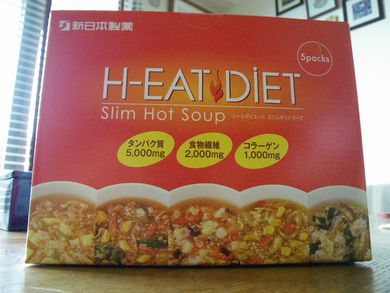 新日本製薬
5packs
H-EAT DiET
Slim Hot Soup
ヒートダイエット スリムホットスープ
タンパク質
5,000mg
食物繊維
2,000mg
コラーゲン
1,000mg